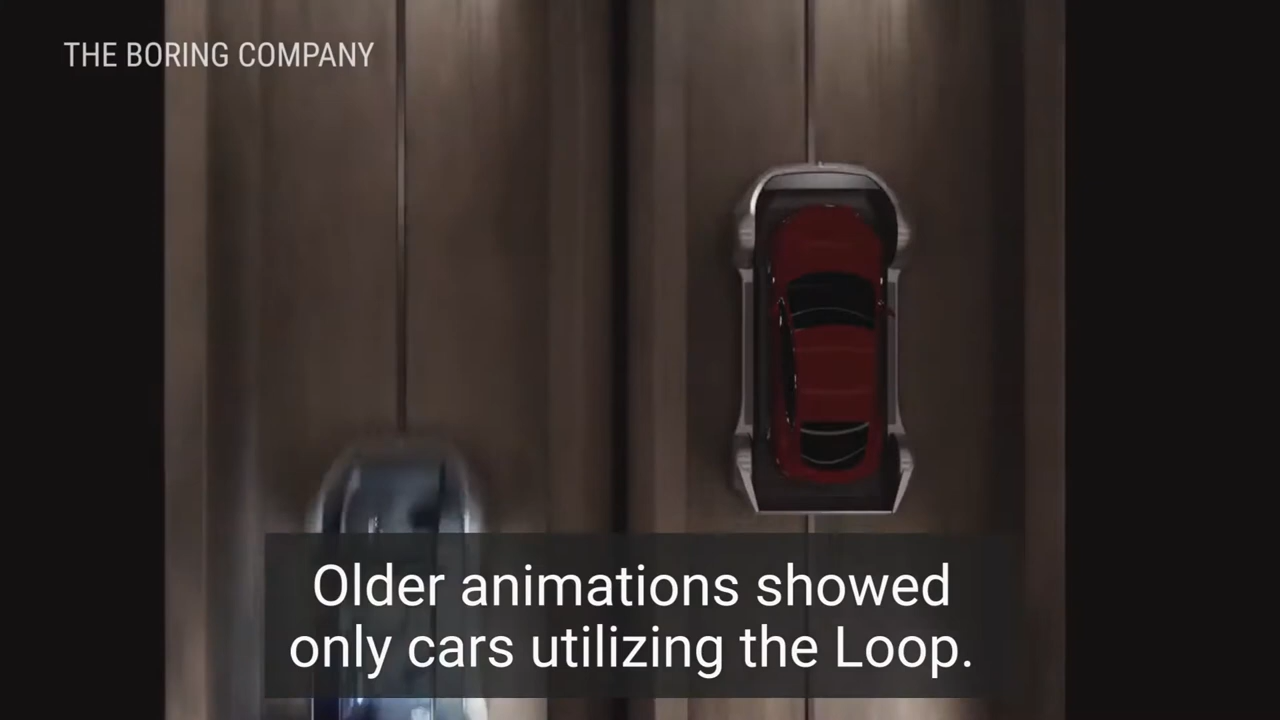 THE BORING COMPANY
Older animations showed
only cars utilizing the Loop.